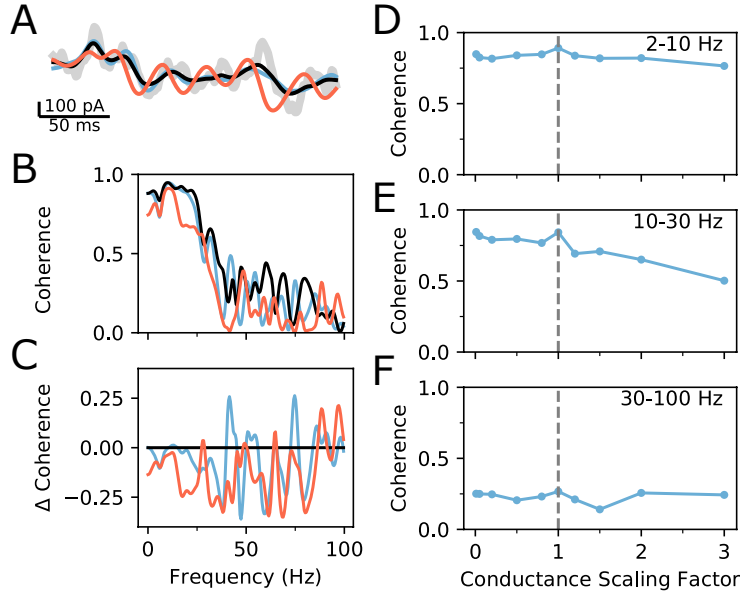 A
100 pA
50 ms
B
Coherence
1.0
0.5
0.0
C
Δ Coherence
0.25
0.00
−0.25
0
50
100
Frequency (Hz)
D
2-10 Hz
Coherence
1.0
0.5
0.0
E
10-30 Hz
Coherence
1.0
0.5
0.0
F
30-100 Hz
Coherence
1.0
0.5
0.0
0
1
2
3
Conductance Scaling Factor